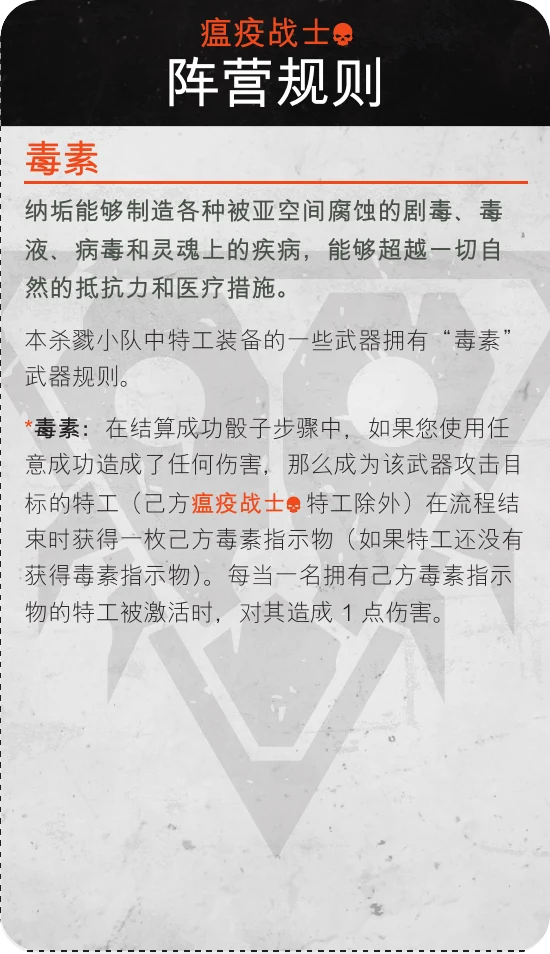 瘟疫战士
阵营规则
毒素
纳垢能够制造各种被亚空间腐蚀的剧毒、毒
液、病毒和灵魂上的疾病，能够超越一切自
然的抵抗力和医疗措施。
本杀戮小队中特工装备的一些武器拥有“毒素”
武器规则。
*毒素：在结算成功骰子步骤中，如果您使用任
意成功造成了任何伤害，那么成为该武器攻击目
标的特工（己方瘟疫战士特工除外）在流程结
束时获得一枚己方毒素指示物（如果特工还没有
获得毒素指示物)。每当一名拥有己方毒素指示
物的特工被激活时，对其造成 1 点伤害。